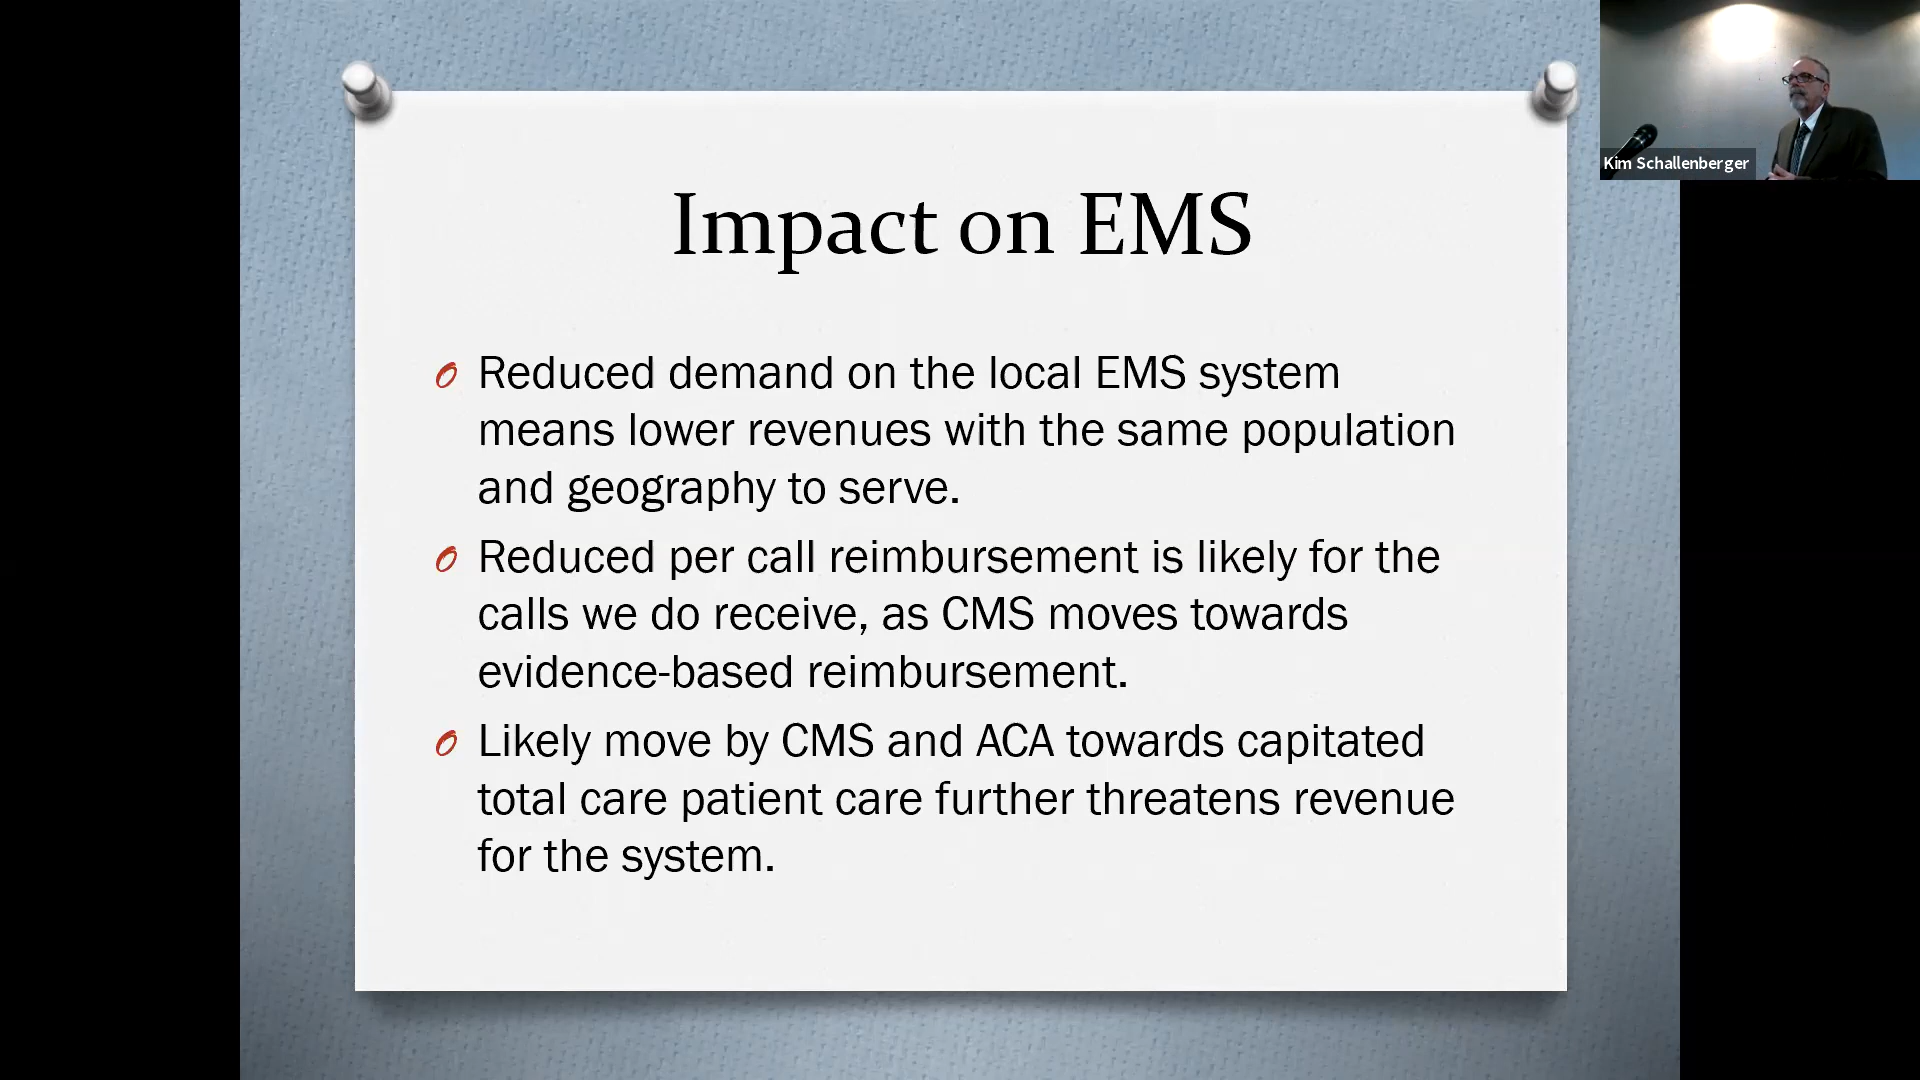 Impact on EMS
Reduced demand on the local EMS system
means lower revenues with the same population
and geography to serve.
Reduced per call reimbursement is likely for the
calls we do receive, as CMS moves towards
evidence-based reimbursement.
Likely move by CMS and ACA towards capitated
total care patient care further threatens revenue
for the system.
Kim Schallenberger